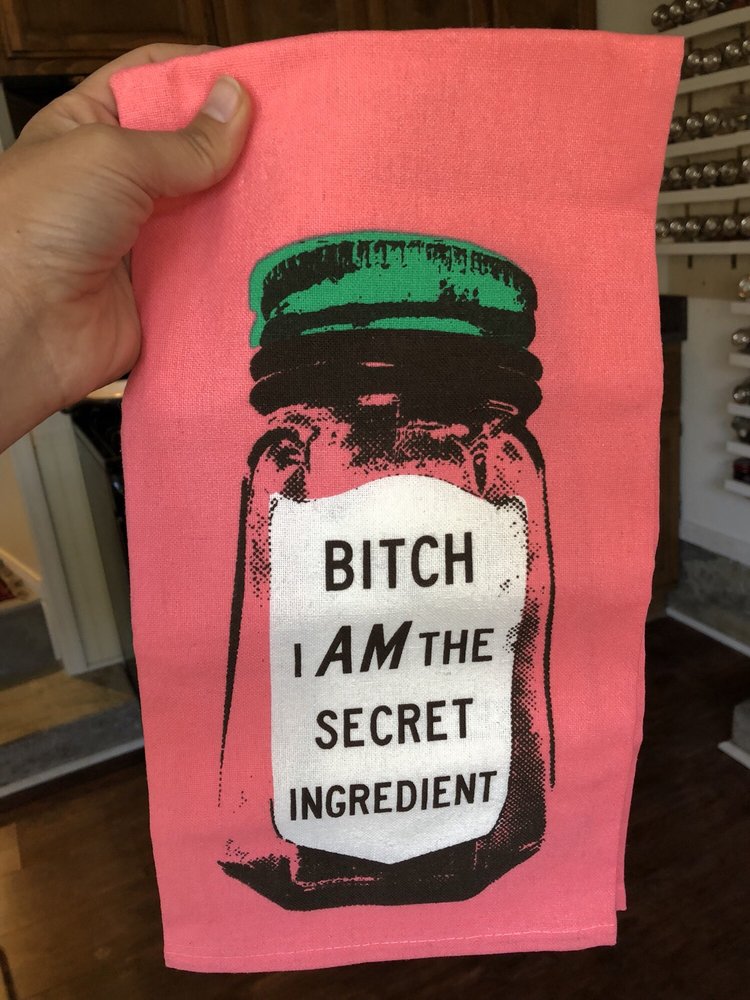 BITCH
I AM THE
SECRET
INGREDIENT